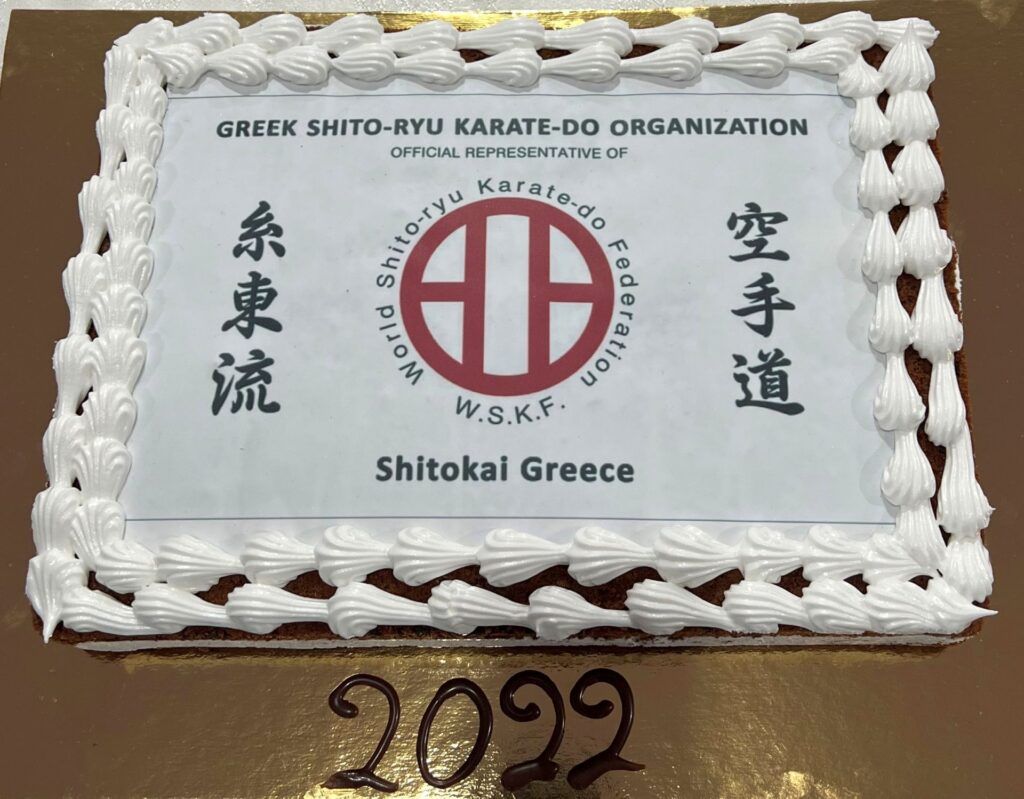 GREEK SHITO-RYU KARATE-DO ORGANIZATION
OFFICIAL REPRESENTATIVE OF
糸東流
World Shito-ryu Karate-do Federation
W.S.K.F.
空手道
Shitokai Greece
2022